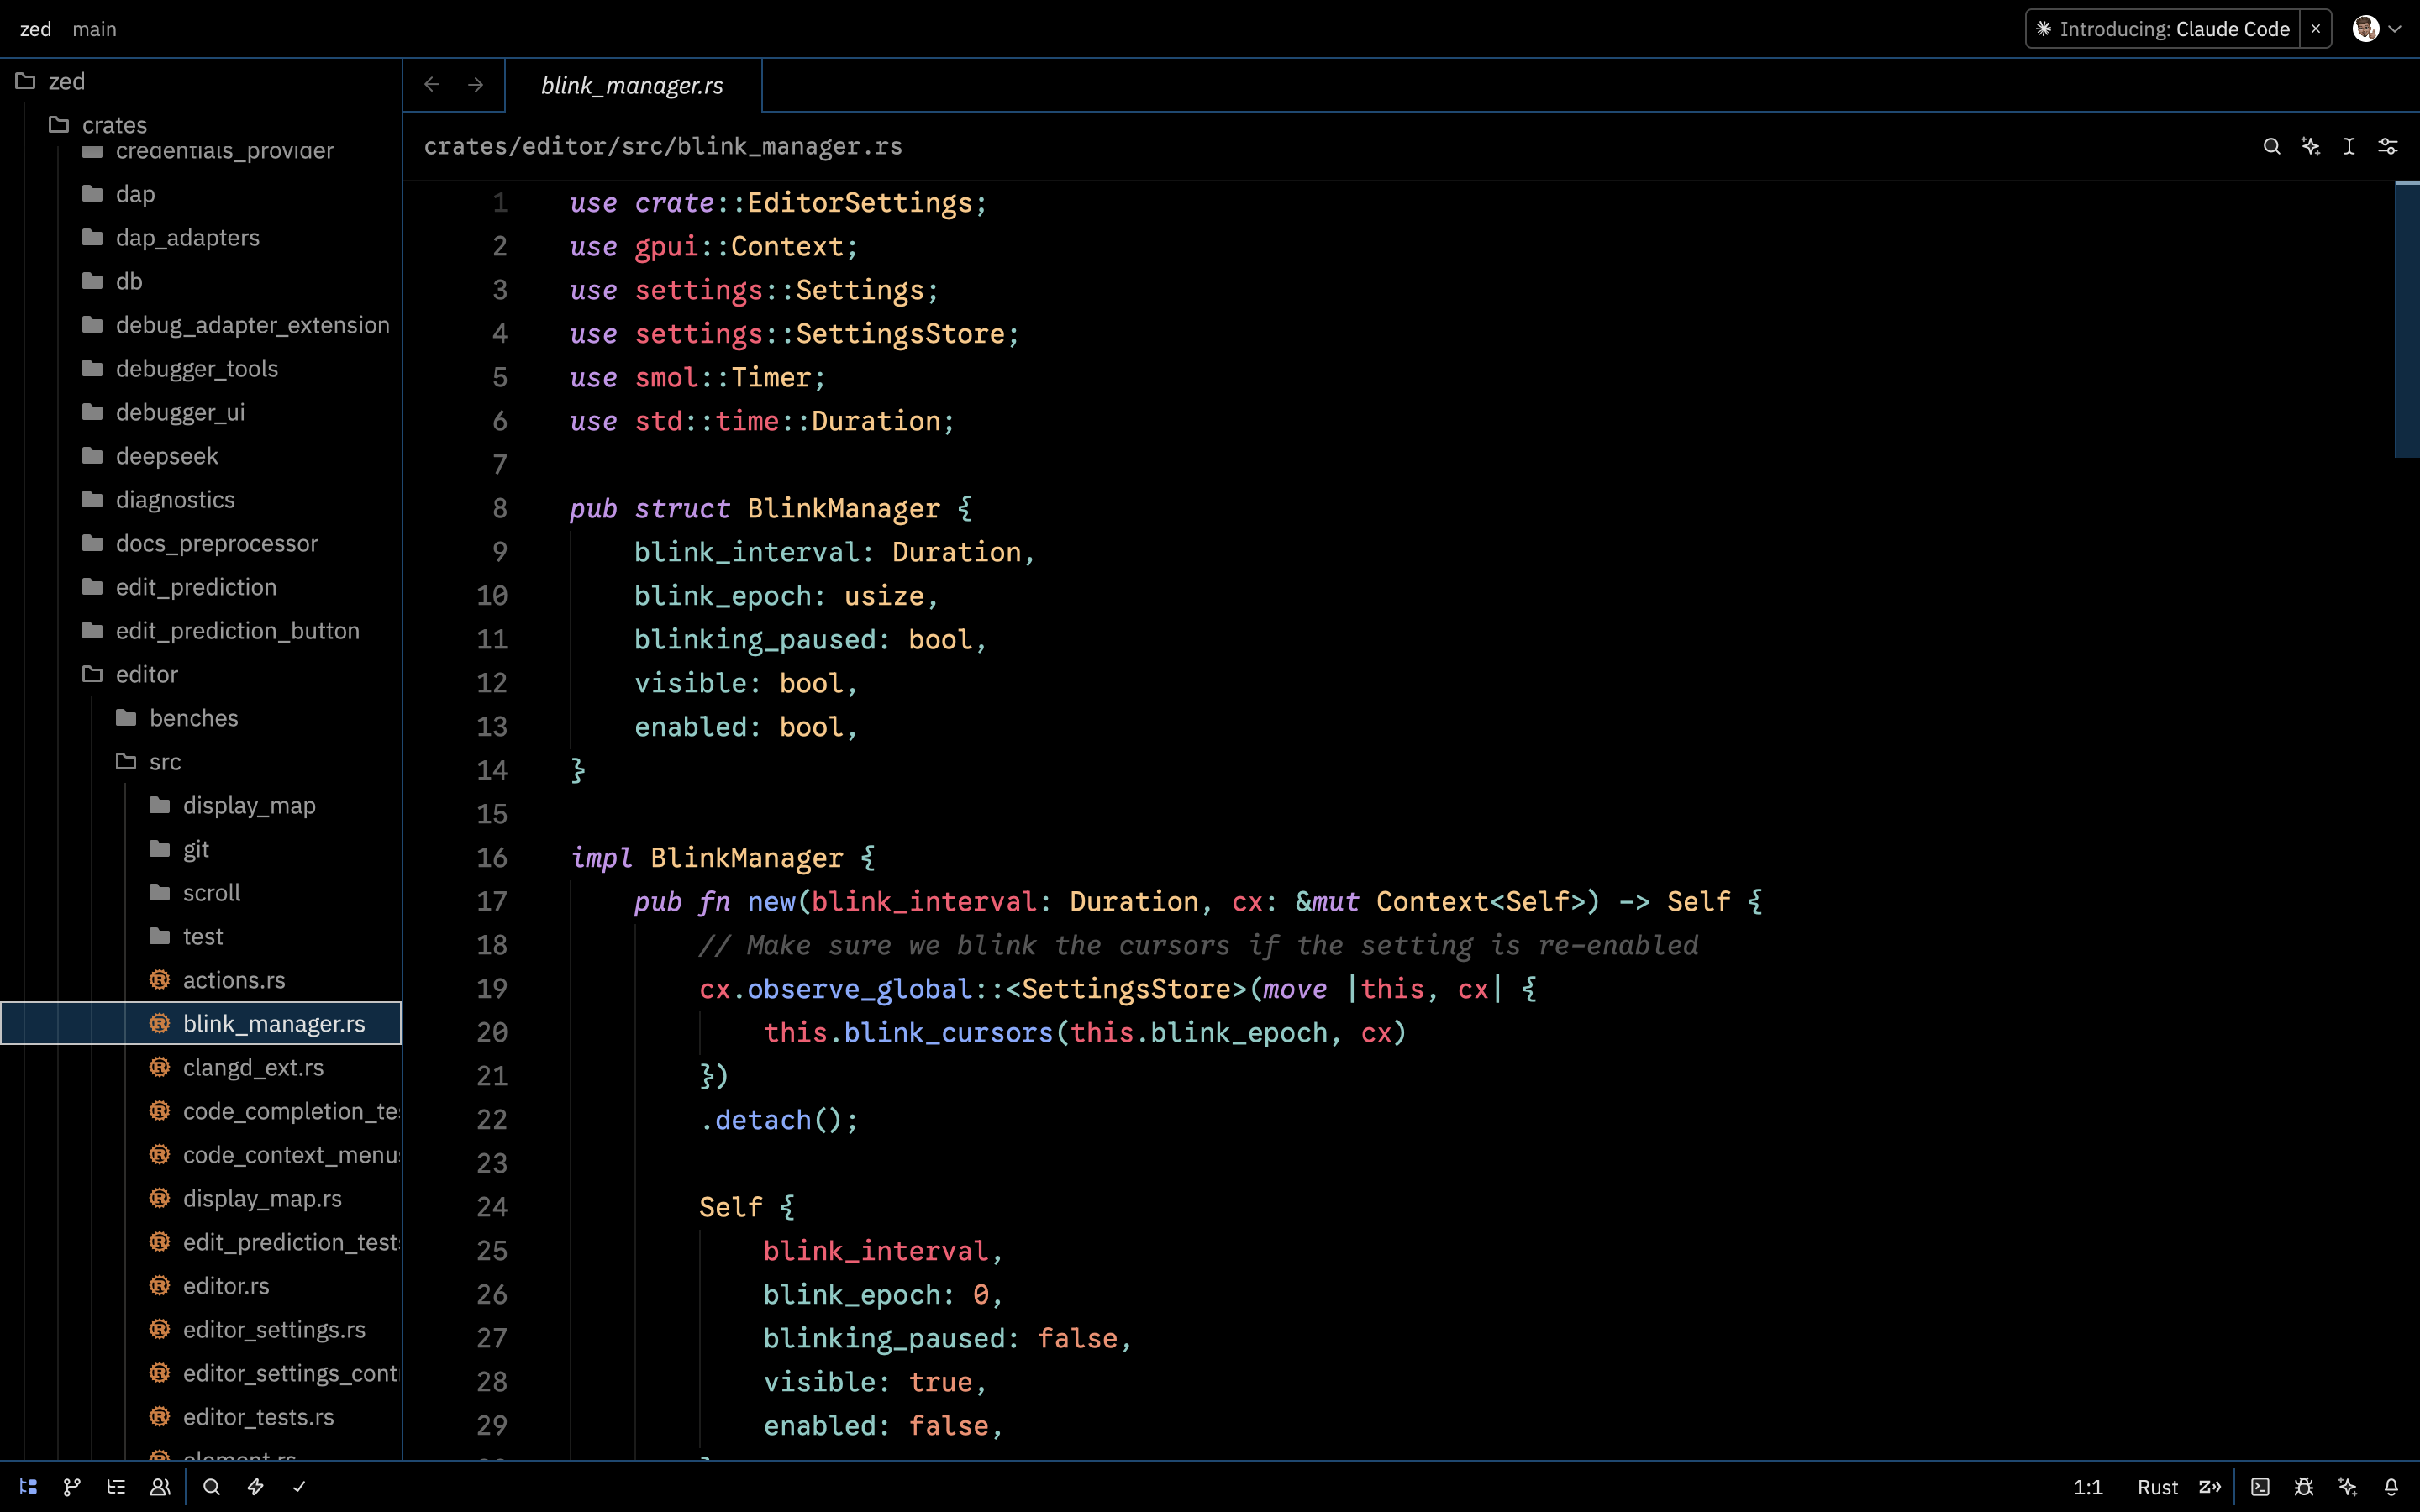 zed main
Introducing: Claude Code
zed
crates
credentials_provider
dap
dap_adapters
db
debug_adapter_extension
debugger_tools
debugger_ui
deepseek
diagnostics
docs_preprocessor
edit_prediction
edit_prediction_button
editor
benches
src
display_map
git
scroll
test
actions.rs
blink_manager.rs
clangd_ext.rs
code_completion_te
code_context_menu
display_map.rs
edit_prediction_test
editor.rs
editor_settings.rs
editor_settings_cont
editor_tests.rs
element.rs
blink_manager.rs
crates/editor/src/blink_manager.rs
1 use crate::EditorSettings;
2 use gpui::Context;
3 use settings::Settings;
4 use settings::SettingsStore;
5 use smol::Timer;
6 use std::time::Duration;
7
8 pub struct BlinkManager {
9     blink_interval: Duration,
10     blink_epoch: usize,
11     blinking_paused: bool,
12     visible: bool,
13     enabled: bool,
14 }
15
16 impl BlinkManager {
17     pub fn new(blink_interval: Duration, cx: &mut Context<Self>) -> Self {
18         // Make sure we blink the cursors if the setting is re-enabled
19         cx.observe_global::<SettingsStore>(move |this, cx| {
20             this.blink_cursors(this.blink_epoch, cx)
21         })
22         .detach();
23
24         Self {
25             blink_interval,
26             blink_epoch: 0,
27             blinking_paused: false,
28             visible: true,
29             enabled: false,
1:1 Rust